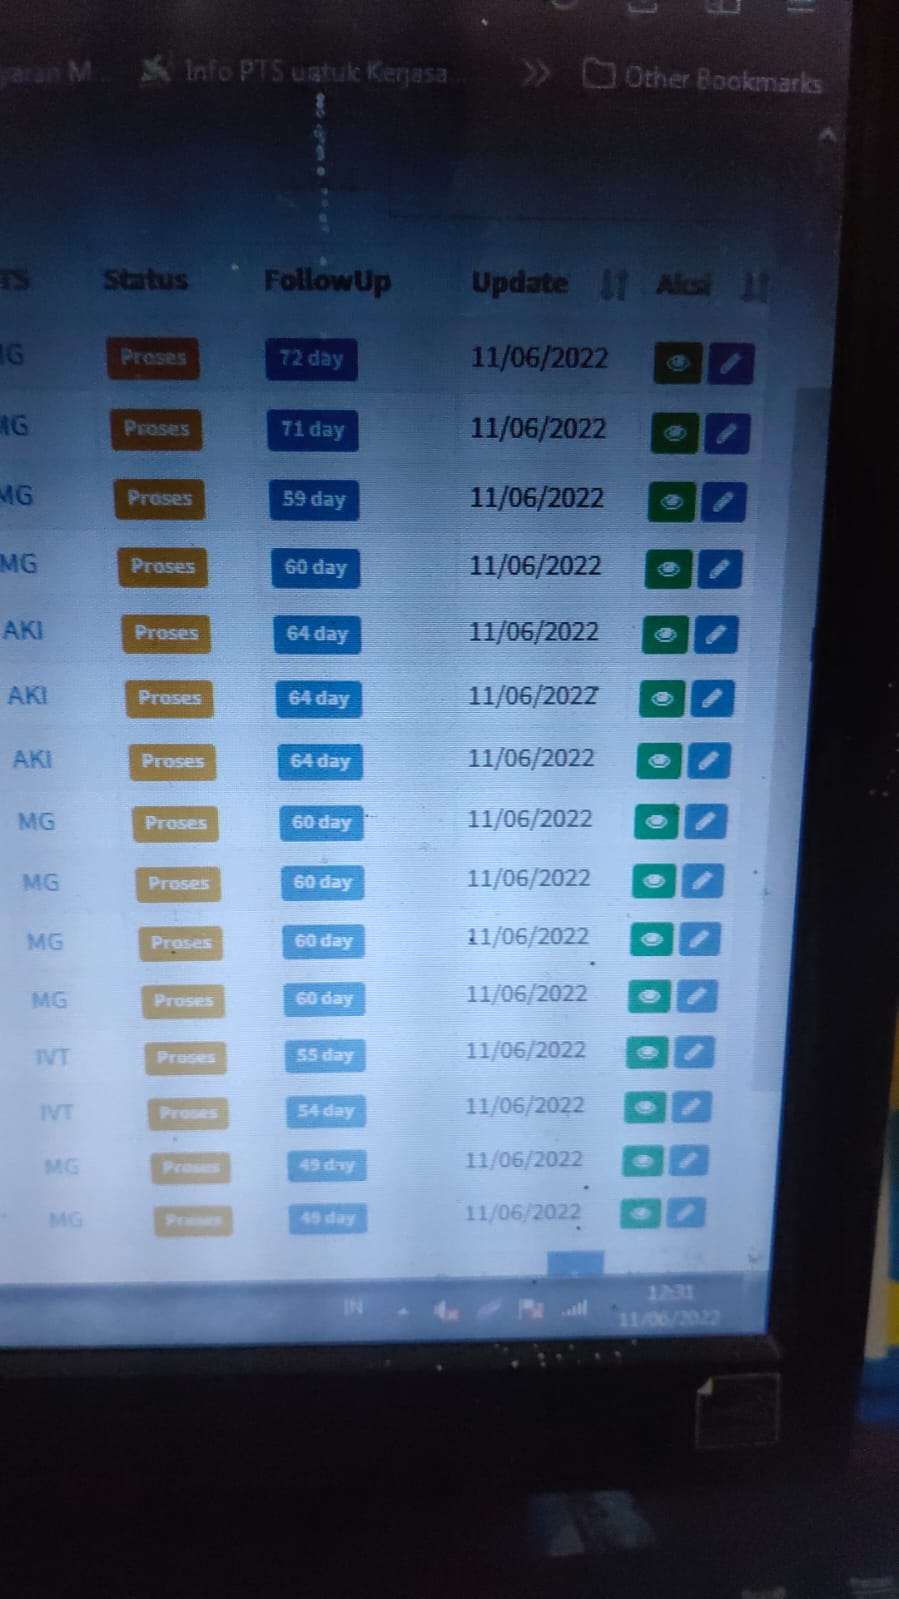 Info PTS untuk Kerjasa... Other Bookmarks
Status FollowUp Update Aksi
Proses 72 day 11/06/2022
MG Proses 71 day 11/06/2022
MG Proses 59 day 11/06/2022
MG Proses 60 day 11/06/2022
AKI Proses 64 day 11/06/2022
AKI Proses 64 day 11/06/2022
AKI Proses 64 day 11/06/2022
MG Proses 60 day 11/06/2022
MG Proses 60 day 11/06/2022
MG Proses 60 day 11/06/2022
MG Proses 60 day 11/06/2022
IVT Proses 55 day 11/06/2022
IVT Proses 54 day 11/06/2022
MG Proses 49 day 11/06/2022
MG Proses 49 day 11/06/2022
IN 12:31
11/06/2022